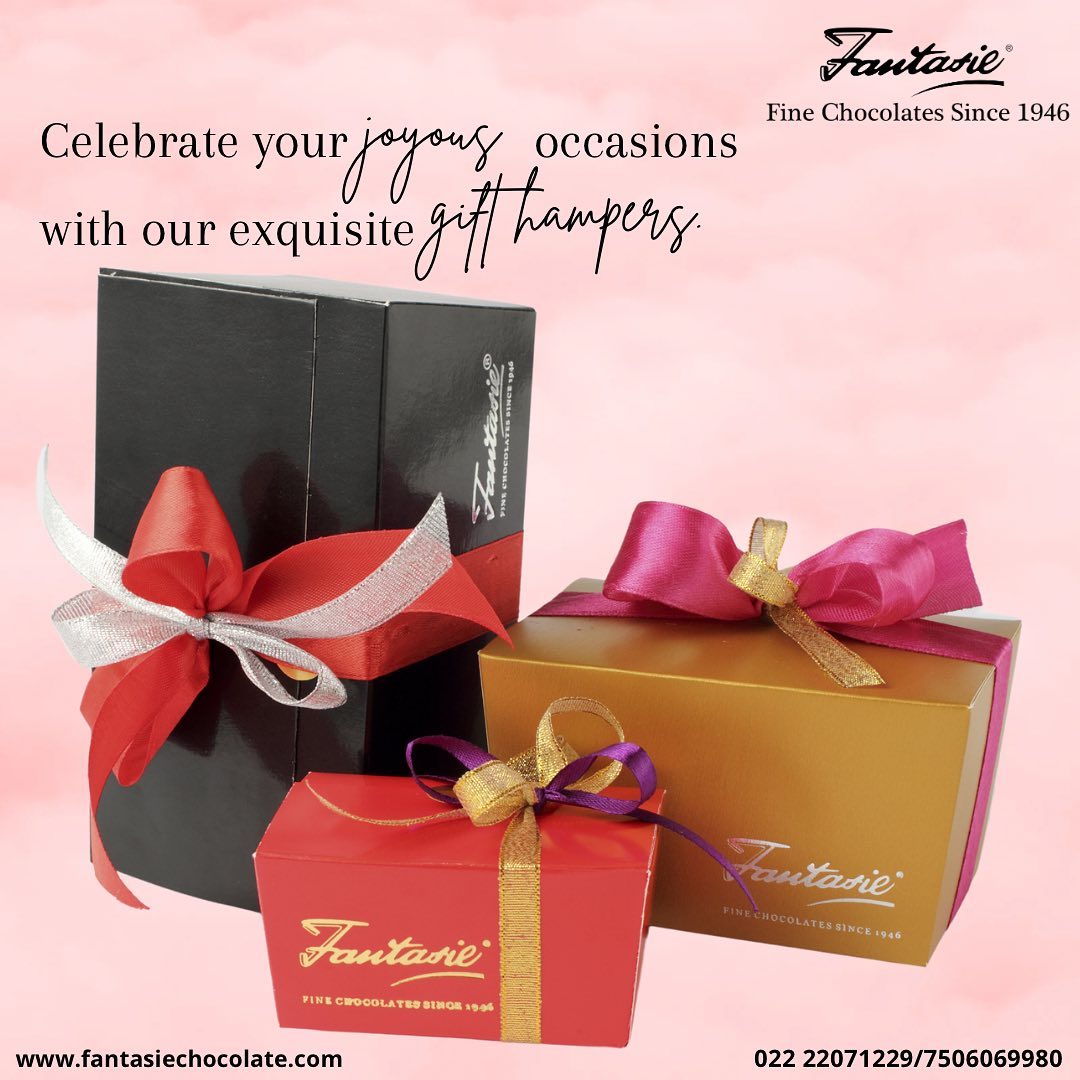 Fantasie®
Fine Chocolates Since 1946
Celebrate your joyous occasions
with our exquisite gift hampers.
Fantasie®
FINE CHOCOLATES SINCE 1946
Fantasie®
FINE CHOCOLATES SINCE 1946
Fantasie®
FINE CHOCOLATES SINCE 1946
www.fantasiechocolate.com
022 22071229/7506069980